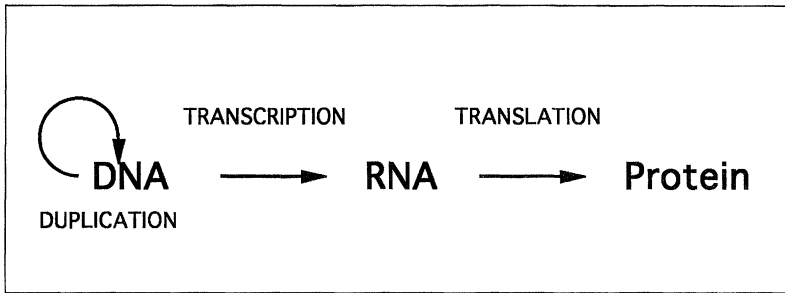 TRANSCRIPTION TRANSLATION
DNA RNA Protein
DUPLICATION